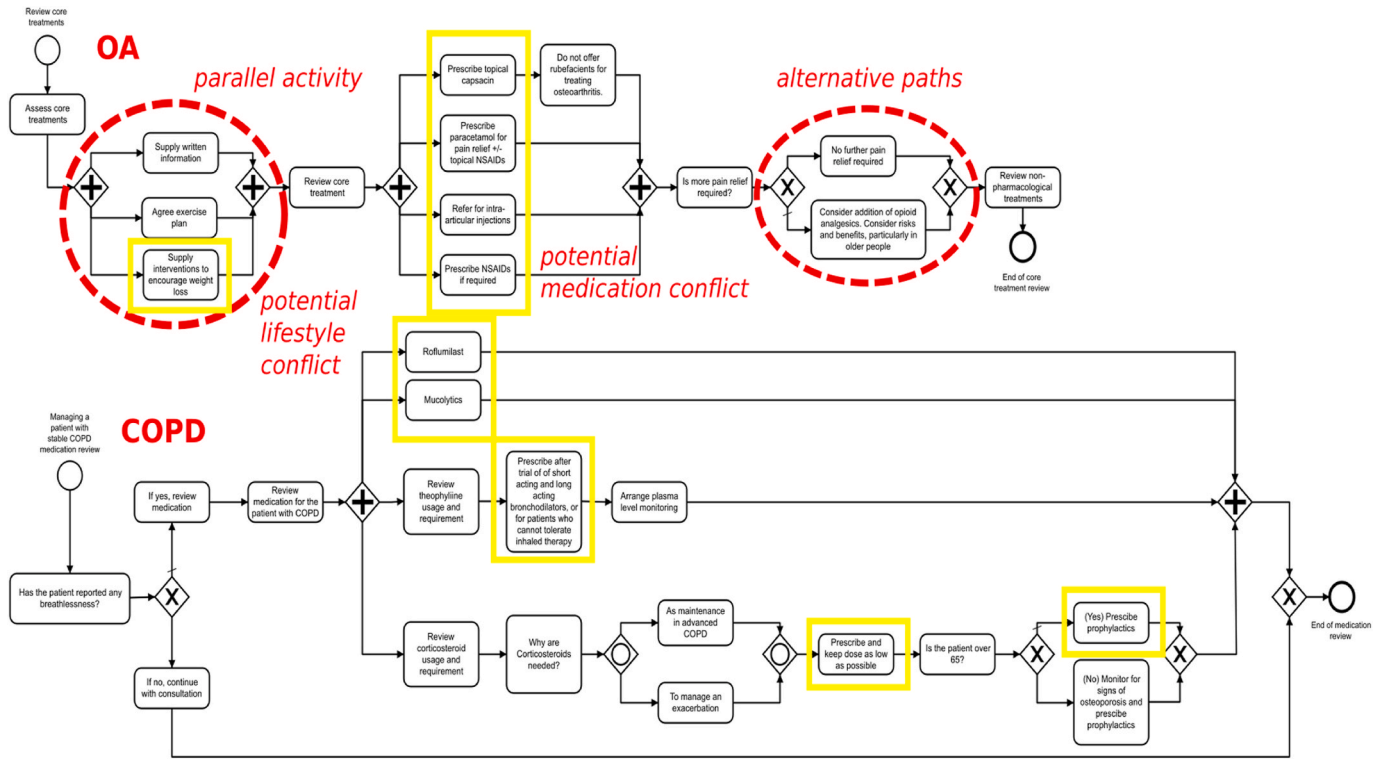 Review core
treatments
OA
parallel activity
Assess core
treatments
Supply written
information
Agree exercise
plan
Supply
interventions to
encourage weight
loss
potential
lifestyle
conflict
Review core
treatment
Prescribe topical
capsacin
Do not offer
rubefacients for
treating
osteoarthritis.
Prescribe
paracetamol for
pain relief +/-
topical NSAIDs
Refer for intra-
articular injections
Prescribe NSAIDs
if required
potential
medication conflict
Is more pain relief
required?
alternative paths
No further pain
relief required
X
X
Consider addition of opioid
analgesics. Consider risks
and benefits, particularly in
older people
Review non-
pharmacological
treatments
End of core
treatment review
Roflumilast
Mucolytics
Managing a
patient with
stable COPD
medication review
COPD
If yes, review
medication
Review
medication for the
patient with COPD
Review
theophyliine
usage and
requirement
Prescribe after
trial of of short
acting and long
acting
bronchodilators, or
for patients who
cannot tolerate
inhaled therapy
Arrange plasma
level monitoring
Has the patient reported any
breathlessness?
X
If no, continue
with consultation
Review
corticosteroid
usage and
requirement
Why are
Corticosteroids
needed?
As maintenance
in advanced
COPD
To manage an
exacerbation
Prescribe and
keep dose as low
as possible
Is the patient over
65?
X
(Yes) Prescibe
prophylactics
(No) Monitor for
signs of
osteoporosis and
prescibe
prophylactics
X
X
End of medication
review